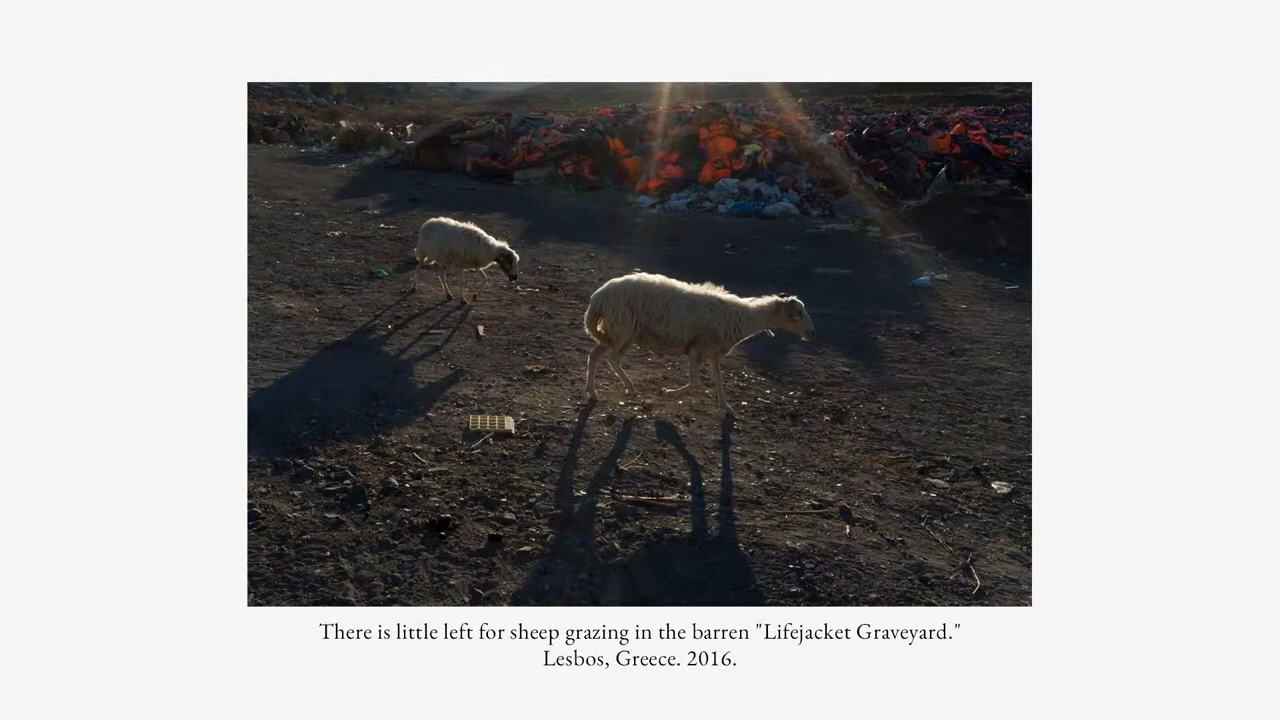 There is little left for sheep grazing in the barren "Lifejacket Graveyard."
Lesbos, Greece. 2016.